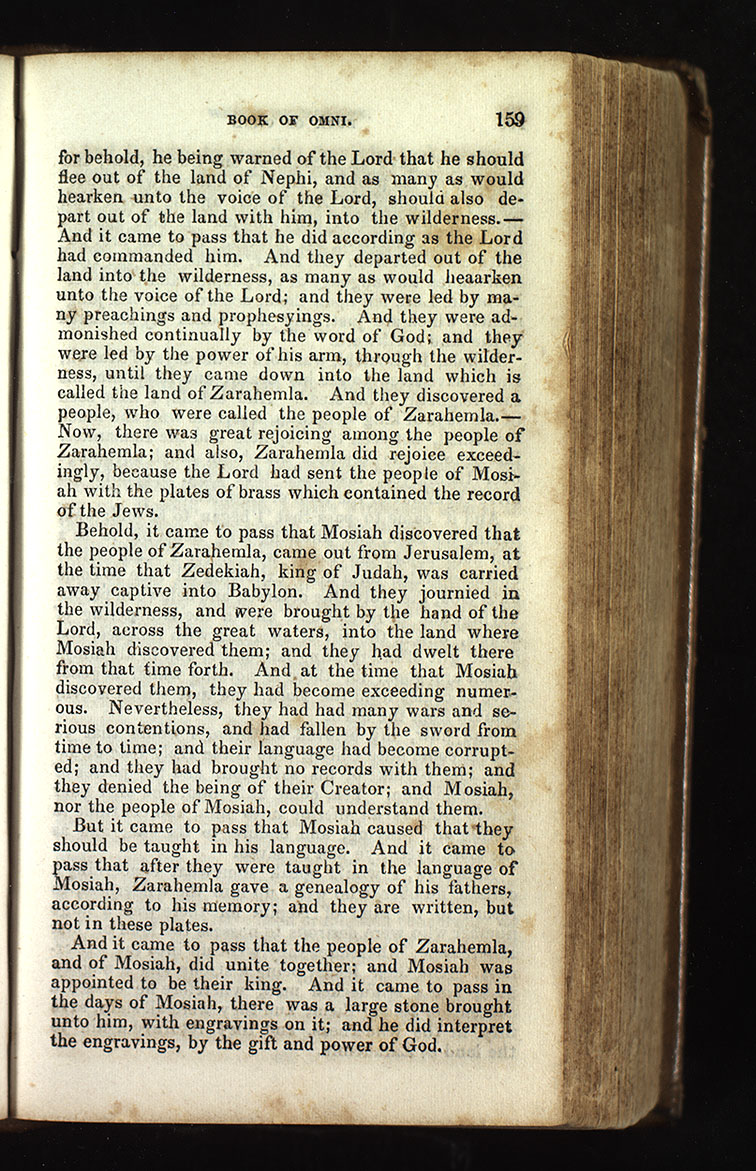 BOOK OF OMNI. 159
for behold, he being warned of the Lord that he should
flee out of the land of Nephi, and as many as would
hearken unto the voice of the Lord, should also de-
part out of the land with him, into the wilderness.—
And it came to pass that he did according as the Lord
had commanded him. And they departed out of the
land into the wilderness, as many as would heaarken
unto the voice of the Lord; and they were led by ma-
ny preachings and prophesyings. And they were ad-
monished continually by the word of God; and they
were led by the power of his arm, through the wilder-
ness, until they came down into the land which is
called the land of Zarahemla. And they discovered a
people, who were called the people of Zarahemla.—
Now, there was great rejoicing among the people of
Zarahemla; and also, Zarahemla did rejoice exceed-
ingly, because the Lord had sent the people of Mosi-
ah with the plates of brass which contained the record
of the Jews.
Behold, it came to pass that Mosiah discovered that
the people of Zarahemla, came out from Jerusalem, at
the time that Zedekiah, king of Judah, was carried
away captive into Babylon. And they journied in
the wilderness, and were brought by the hand of the
Lord, across the great waters, into the land where
Mosiah discovered them; and they had dwelt there
from that time forth. And at the time that Mosiah
discovered them, they had become exceeding numer-
ous. Nevertheless, they had had many wars and se-
rious contentions, and had fallen by the sword from
time to time; and their language had become corrupt-
ed; and they had brought no records with them; and
they denied the being of their Creator; and Mosiah,
nor the people of Mosiah, could understand them.
But it came to pass that Mosiah caused that they
should be taught in his language. And it came to
pass that after they were taught in the language of
Mosiah, Zarahemla gave a genealogy of his fathers,
according to his memory; and they are written, but
not in these plates.
And it came to pass that the people of Zarahemla,
and of Mosiah, did unite together; and Mosiah was
appointed to be their king. And it came to pass in
the days of Mosiah, there was a large stone brought
unto him, with engravings on it; and he did interpret
the engravings, by the gift and power of God.